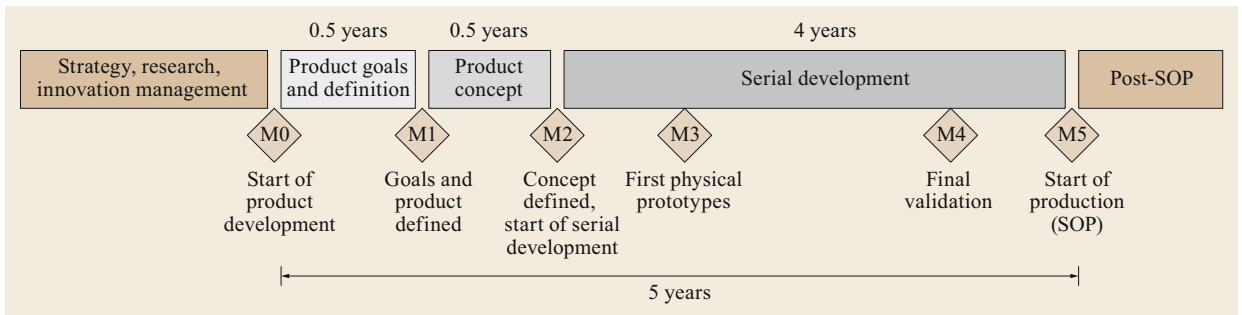 0.5 years
0.5 years
4 years
Strategy, research,
innovation management
Product goals
and definition
Product
concept
Serial development
Post-SOP
M0
M1
M2
M3
M4
M5
Start of
product
development
Goals and
product
defined
Concept
defined,
start of serial
development
First physical
prototypes
Final
validation
Start of
production
(SOP)
5 years